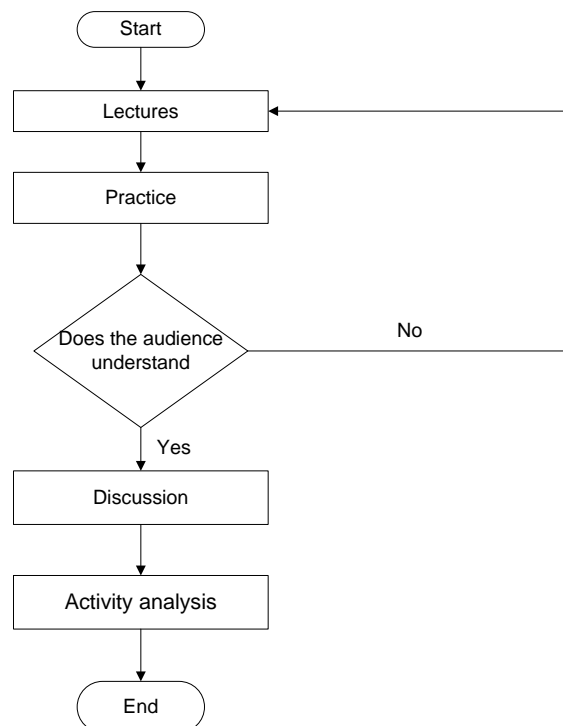 Start
Lectures
Practice
Does the audience
understand
No
Yes
Discussion
Activity analysis
End